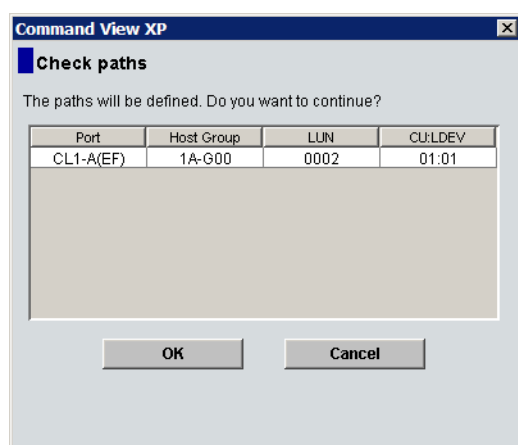 Command View XP
Check paths
The paths will be defined. Do you want to continue?
Port Host Group LUN CU:LDEV
CL1-A(EF) 1A-G00 0002 01:01
OK Cancel